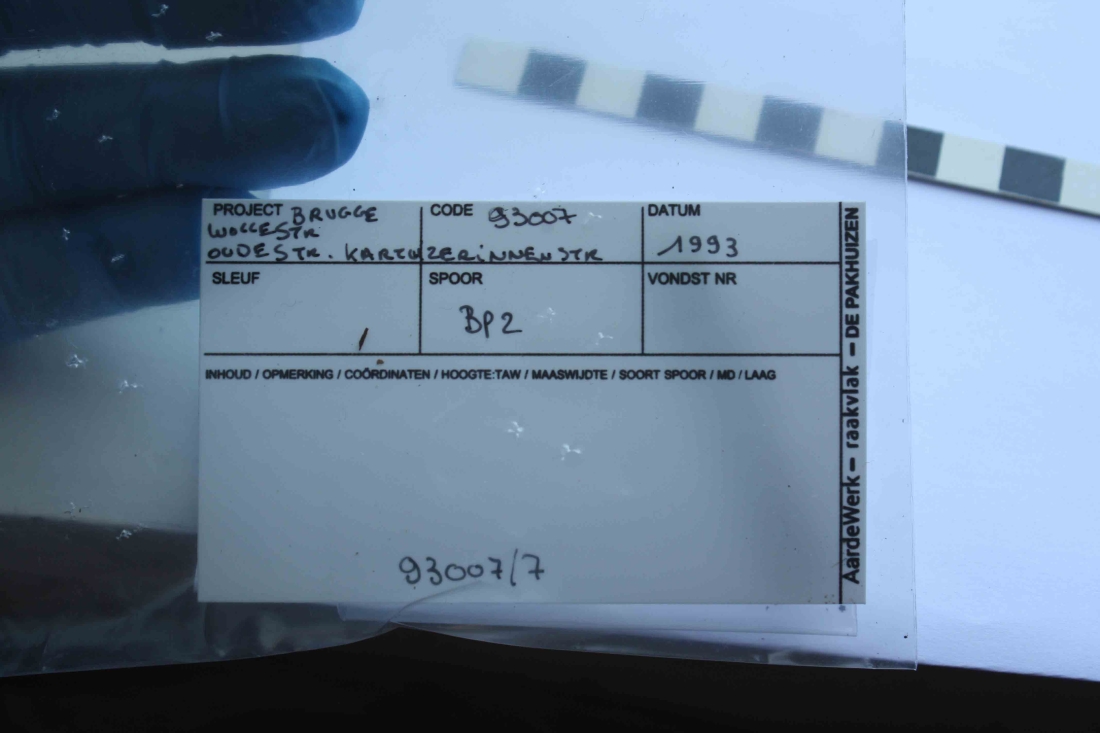 PROJECT BRUGGE
WOLLESTR
OUDESTR. KARTUIZERINNENSTR
CODE 93007
DATUM
1993
SLEUF
SPOOR
BP2
VONDST NR
INHOUD / OPMERKING / COÖRDINATEN / HOOGTE:TAW / MAASWIJDTE / SOORT SPOOR / MD / LAAG
93007/7
AardeWerk – raakvlak – DE PAKHUIZEN